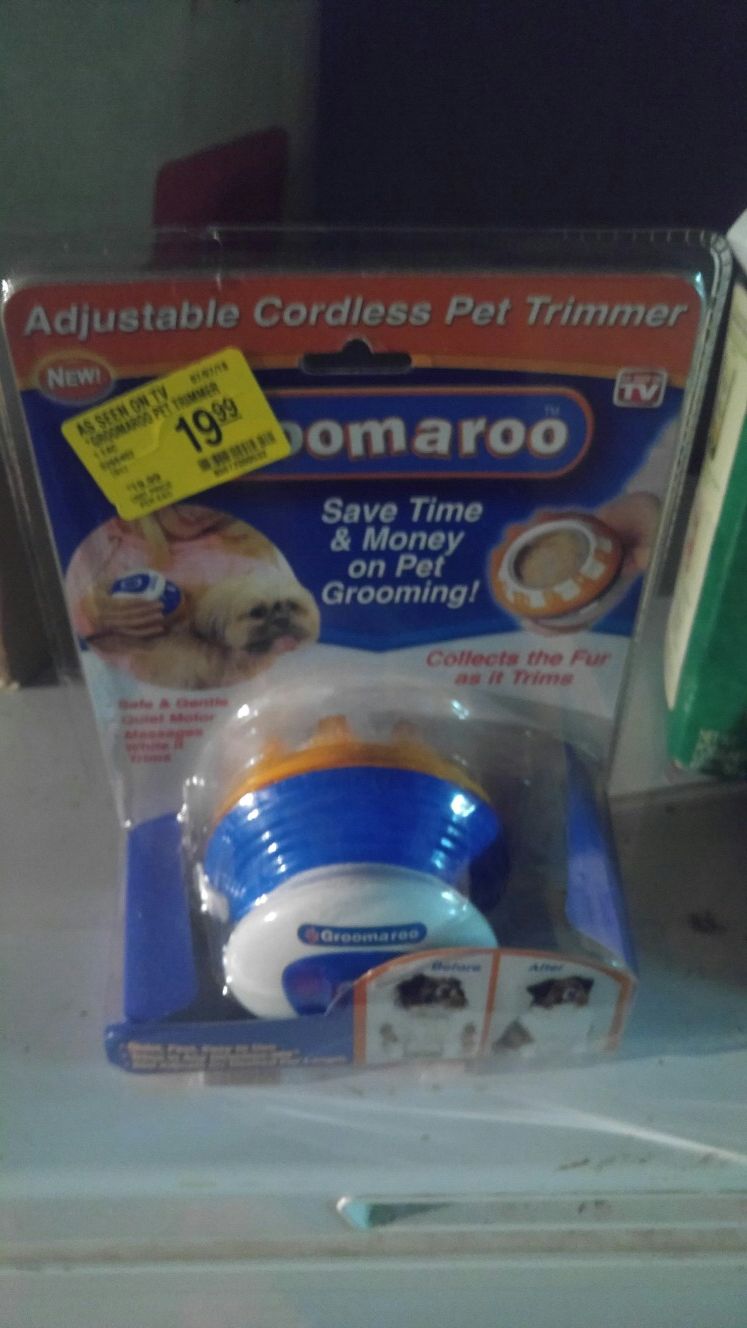 Adjustable Cordless Pet Trimmer
NEW!
AS SEEN ON TV
GROOMAROO PET TRIMMER
19.99
TV
oomaroo™
Save Time
& Money
on Pet
Grooming!
Collects the Fur
as it Trims
Safe & Gentle
Quiet Motor
Massages
While it
Trims
Groomaroo
Before
After